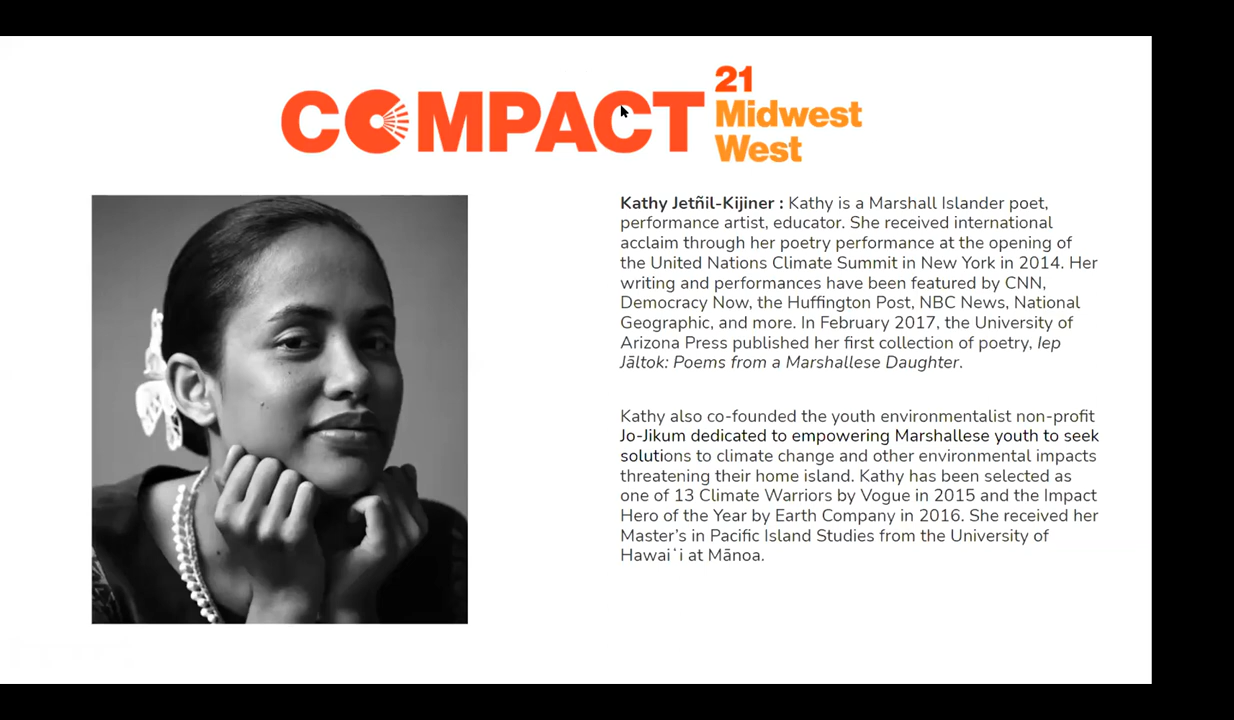 COMPACT
21
Midwest
West
Kathy Jetñil-Kijiner : Kathy is a Marshall Islander poet,
performance artist, educator. She received international
acclaim through her poetry performance at the opening of
the United Nations Climate Summit in New York in 2014. Her
writing and performances have been featured by CNN,
Democracy Now, the Huffington Post, NBC News, National
Geographic, and more. In February 2017, the University of
Arizona Press published her first collection of poetry, Iep
Jāltok: Poems from a Marshallese Daughter.
Kathy also co-founded the youth environmentalist non-profit
Jo-Jikum dedicated to empowering Marshallese youth to seek
solutions to climate change and other environmental impacts
threatening their home island. Kathy has been selected as
one of 13 Climate Warriors by Vogue in 2015 and the Impact
Hero of the Year by Earth Company in 2016. She received her
Master’s in Pacific Island Studies from the University of
Hawaiʻi at Mānoa.